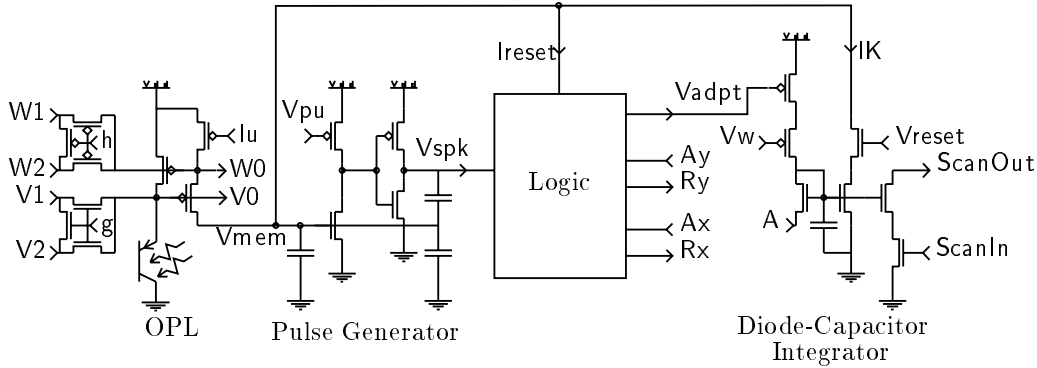 Ireset
IK
Vadpt
W1
W2
h
Iu
W0
V1
V2
g
V0
Vmem
Vpu
Vspk
Logic
Ay
Ry
Ax
Rx
Vw
A
Vreset
ScanOut
ScanIn
OPL
Pulse Generator
Diode-Capacitor
Integrator